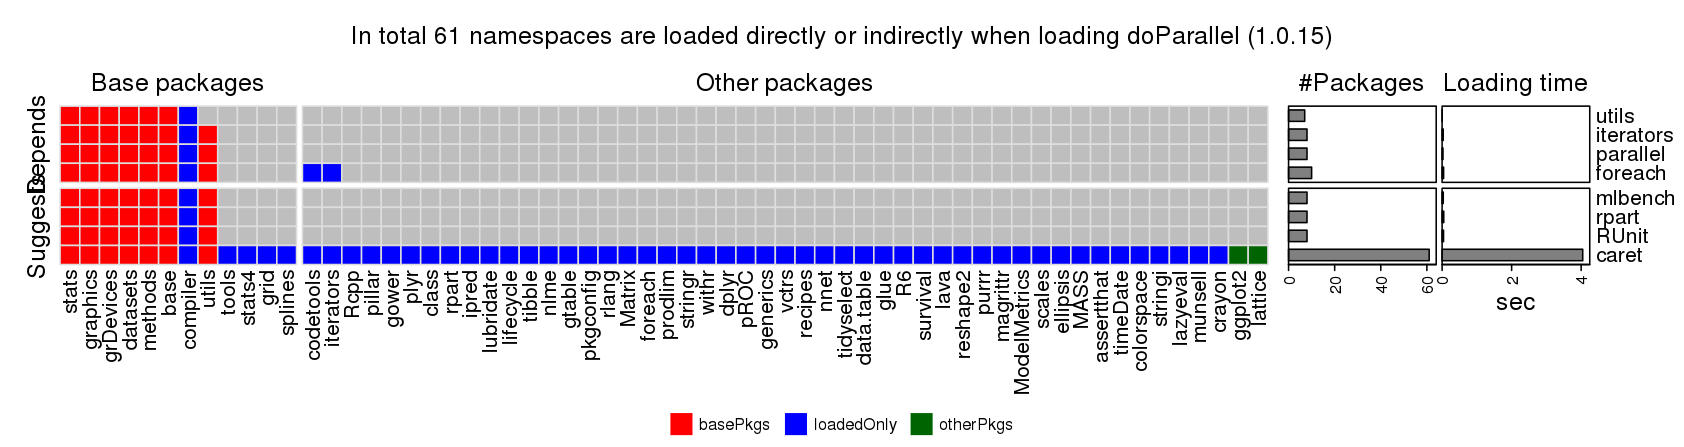 In total 61 namespaces are loaded directly or indirectly when loading doParallel (1.0.15)
Base packages
Other packages
#Packages
Loading time
Depends
Suggests
utils
iterators
parallel
foreach
mlbench
rpart
RUnit
caret
stats
graphics
grDevices
datasets
methods
base
compiler
utils
tools
stats4
grid
splines
codetools
iterators
Rcpp
pillar
gower
plyr
class
rpart
ipred
lubridate
lifecycle
tibble
nlme
gtable
pkgconfig
rlang
Matrix
foreach
prodlim
stringr
withr
dplyr
pROC
generics
vctrs
recipes
nnet
tidyselect
data.table
glue
R6
survival
lava
reshape2
purrr
magrittr
ModelMetrics
scales
ellipsis
MASS
assertthat
timeDate
colorspace
stringi
lazyeval
munsell
crayon
ggplot2
lattice
0
20
40
60
0
2
4
sec
basePkgs
loadedOnly
otherPkgs